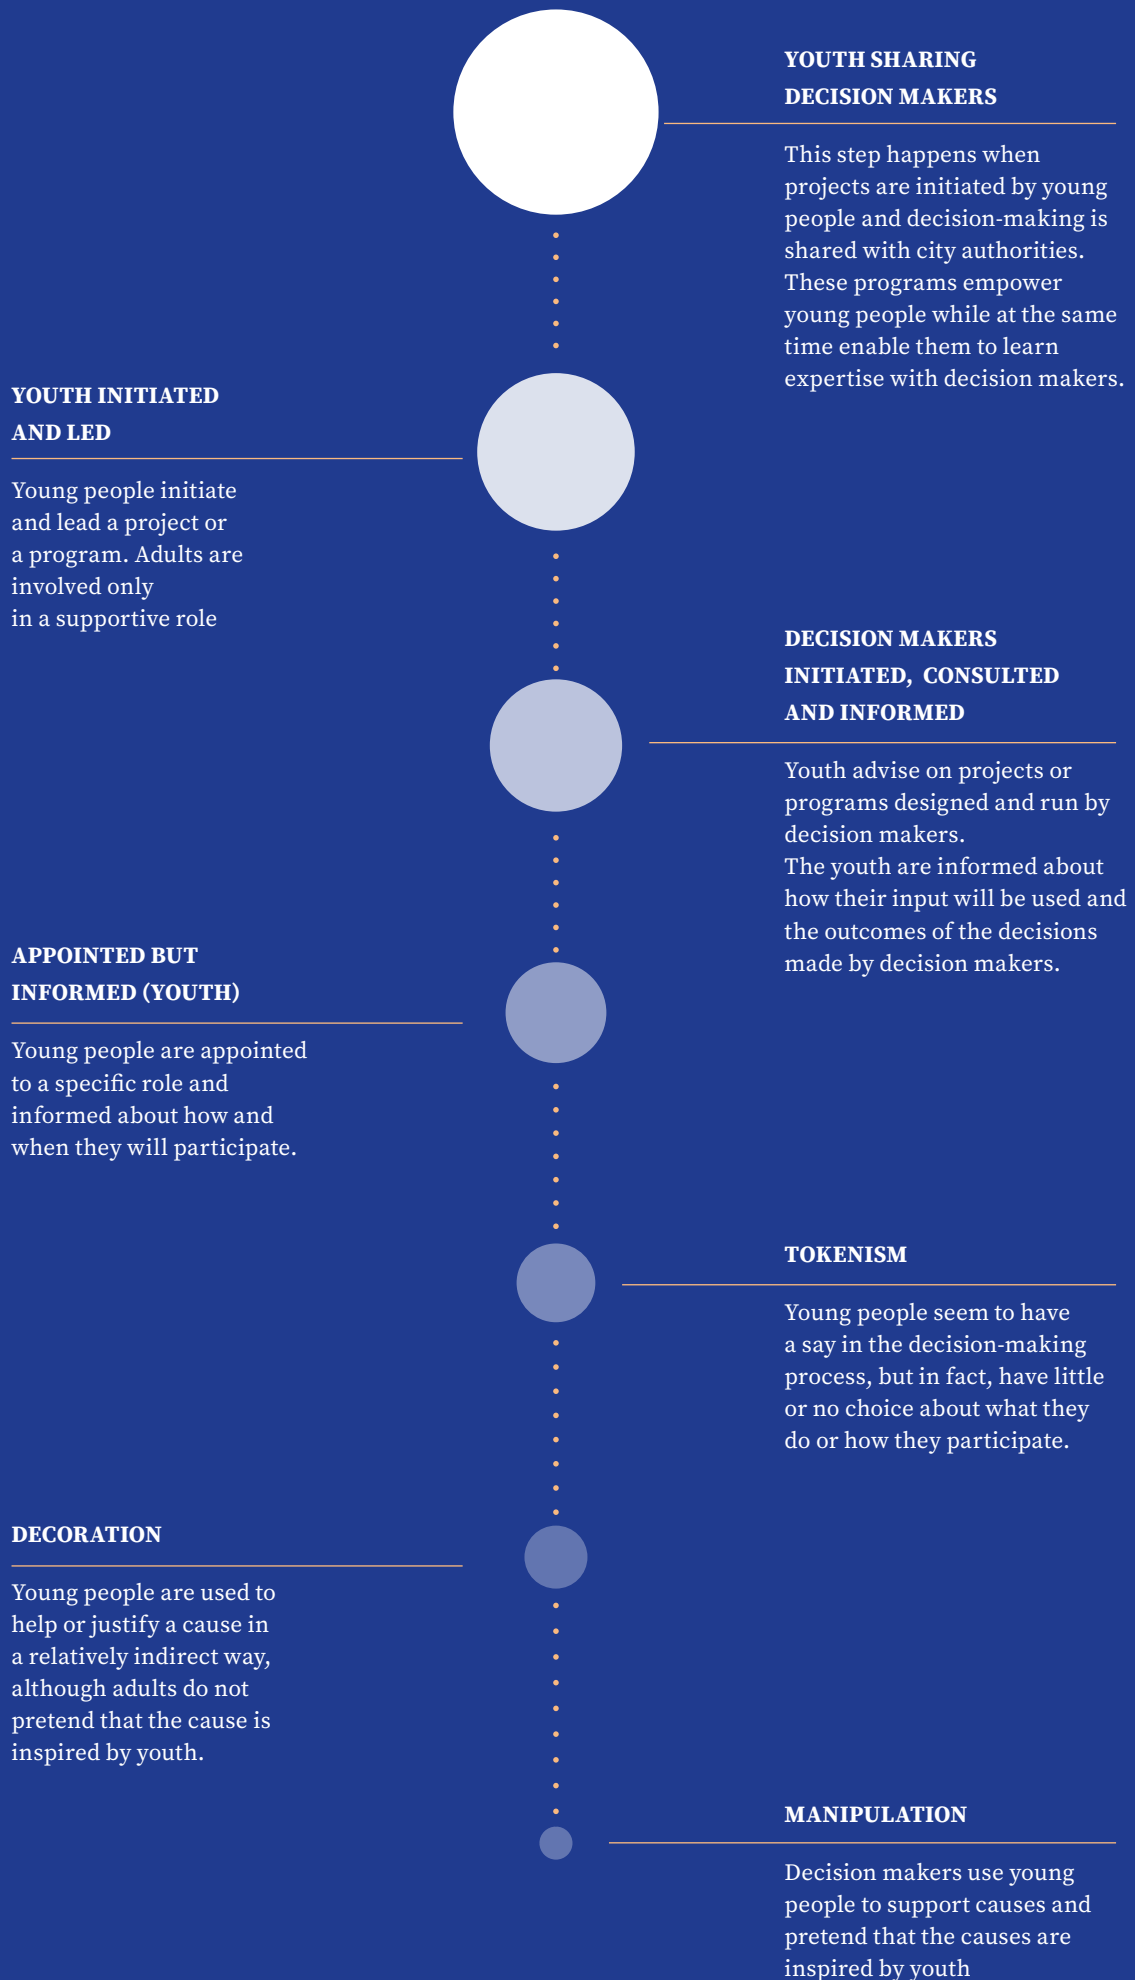 YOUTH SHARING
DECISION MAKERS
This step happens when
projects are initiated by young
people and decision-making is
shared with city authorities.
These programs empower
young people while at the same
time enable them to learn
expertise with decision makers.
YOUTH INITIATED
AND LED
Young people initiate
and lead a project or
a program. Adults are
involved only
in a supportive role
DECISION MAKERS
INITIATED, CONSULTED
AND INFORMED
Youth advise on projects or
programs designed and run by
decision makers.
The youth are informed about
how their input will be used and
the outcomes of the decisions
made by decision makers.
APPOINTED BUT
INFORMED (YOUTH)
Young people are appointed
to a specific role and
informed about how and
when they will participate.
TOKENISM
Young people seem to have
a say in the decision-making
process, but in fact, have little
or no choice about what they
do or how they participate.
DECORATION
Young people are used to
help or justify a cause in
a relatively indirect way,
although adults do not
pretend that the cause is
inspired by youth.
MANIPULATION
Decision makers use young
people to support causes and
pretend that the causes are
inspired by youth